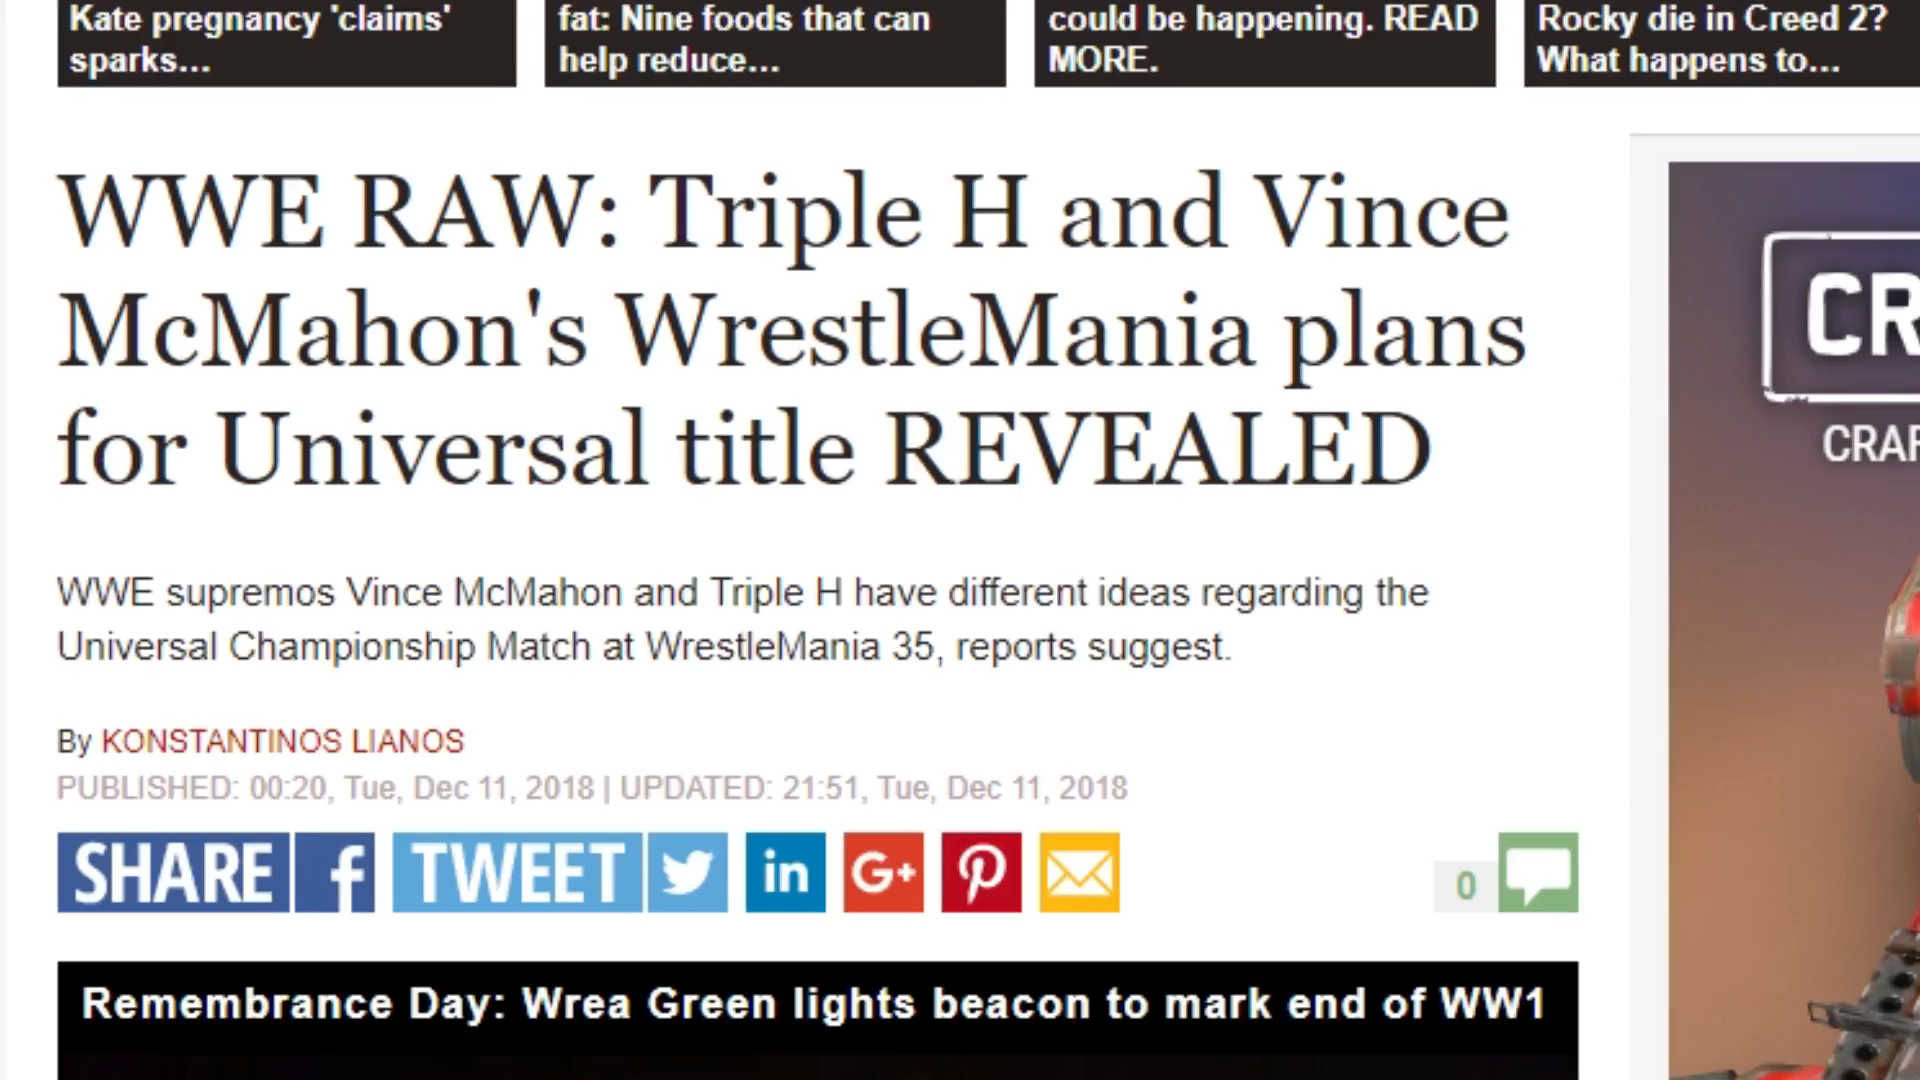 Kate pregnancy 'claims'
sparks...
fat: Nine foods that can
help reduce...
could be happening. READ
MORE.
Rocky die in Creed 2?
What happens to...
WWE RAW: Triple H and Vince
McMahon's WrestleMania plans
for Universal title REVEALED
WWE supremos Vince McMahon and Triple H have different ideas regarding the
Universal Championship Match at WrestleMania 35, reports suggest.
By KONSTANTINOS LIANOS
PUBLISHED: 00:20, Tue, Dec 11, 2018 | UPDATED: 21:51, Tue, Dec 11, 2018
SHARE f TWEET in G+ 0
Remembrance Day: Wrea Green lights beacon to mark end of WW1
CR
CRAF